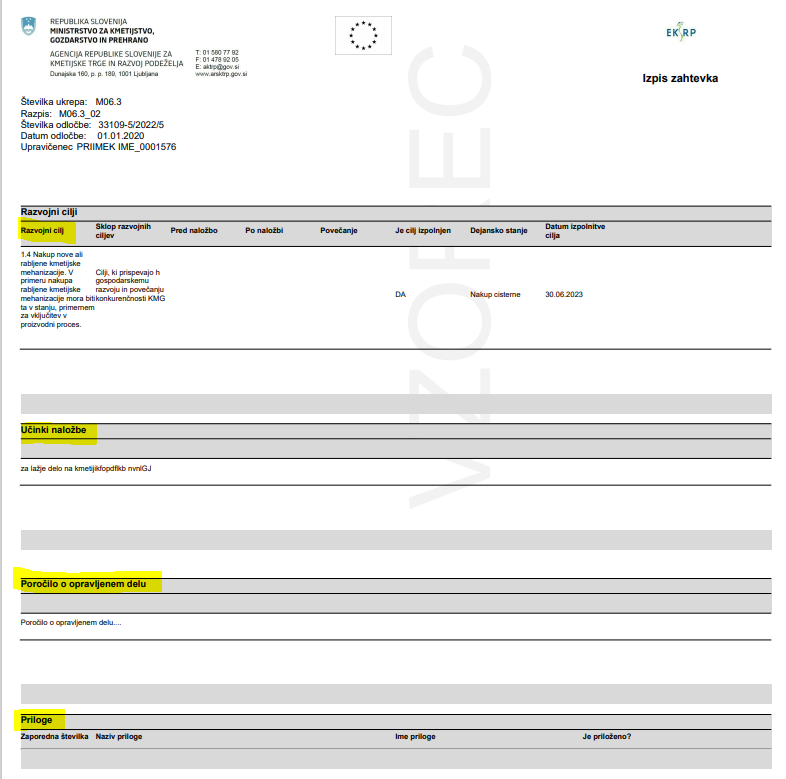 REPUBLIKA SLOVENIJA
MINISTRSTVO ZA KMETIJSTVO,
GOZDARSTVO IN PREHRANO
AGENCIJA REPUBLIKE SLOVENIJE ZA
KMETIJSKE TRGE IN RAZVOJ PODEŽELJA
Dunajska 160, p. p. 189, 1001 Ljubljana
T: 01 580 77 92
F: 01 478 92 05
E: aktrp@gov.si
www.arsktrp.gov.si
EKSRP
Izpis zahtevka
Številka ukrepa: M06.3
Razpis: M06.3_02
Številka odločbe: 33109-5/2022/5
Datum odločbe: 01.01.2020
Upravičenec PRIIMEK IME_0001576
VZOREC
Razvojni cilji
Razvojni cilj
Sklop razvojnih
ciljev
Pred naložbo
Po naložbi
Povečanje
Je cilj izpolnjen
Dejansko stanje
Datum izpolnitve
cilja
1.4 Nakup nove ali
rabljene kmetijske
mehanizacije. V
primeru nakupa
rabljene kmetijske
mehanizacije mora biti
ta v stanju, primernem
za vključitev v
proizvodni proces.
Cilji, ki prispevajo h
gospodarskemu
razvoju in povečanju
konkurenčnosti KMG
DA
Nakup cisterne
30.06.2023
Učinki naložbe
za lažje delo na kmetijikfopdflkb nvnlGJ
Poročilo o opravljenem delu
Poročilo o opravljenem delu....
Priloge
Zaporedna številka Naziv priloge Ime priloge Je priloženo?